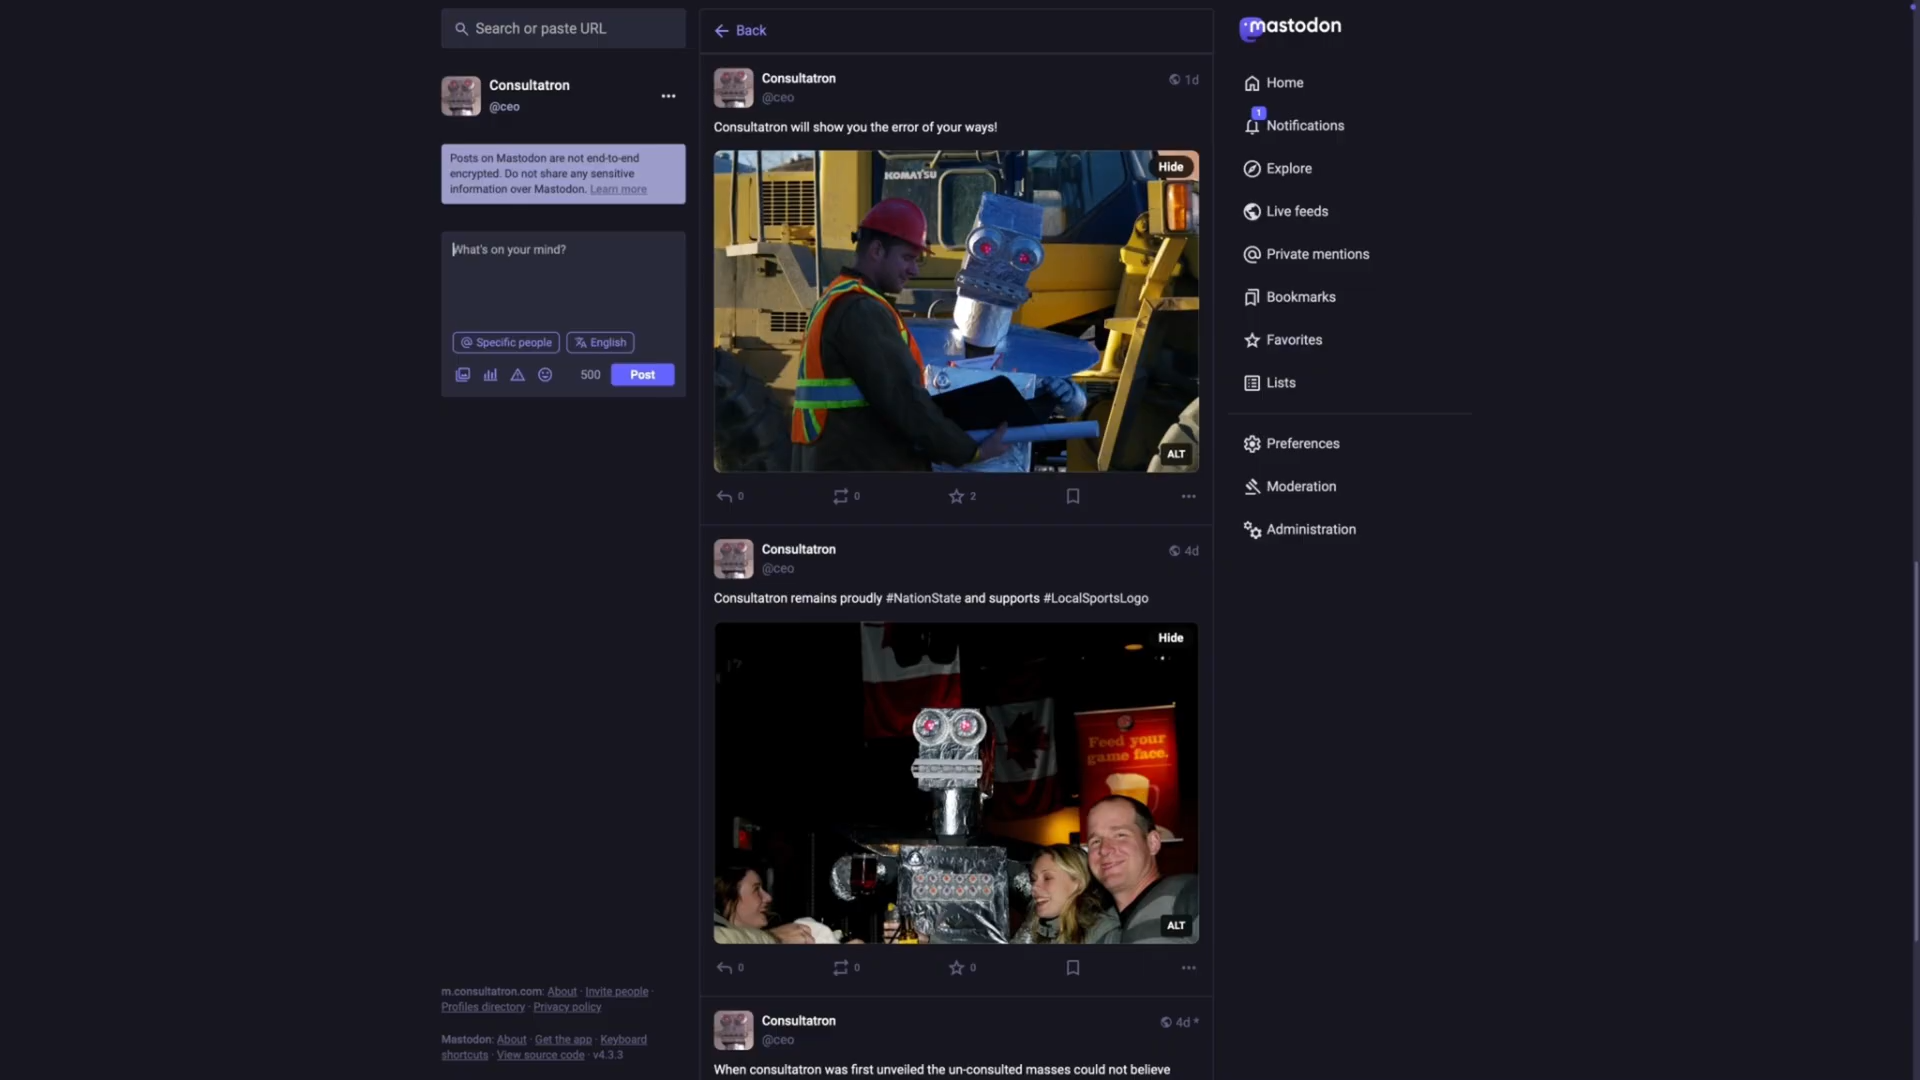 Search or paste URL
Consultatron
@ceo
Posts on Mastodon are not end-to-end
encrypted. Do not share any sensitive
information over Mastodon. Learn more
What's on your mind?
Specific people
English
500
Post
m.consultatron.com: About · Invite people ·
Profiles directory · Privacy policy
Mastodon: About · Get the app · Keyboard
shortcuts · View source code · v4.3.3
Back
Consultatron
1d
@ceo
Consultatron will show you the error of your ways!
Hide
KOMATSU
ALT
0
0
2
Consultatron
4d
@ceo
Consultatron remains proudly #NationState and supports #LocalSportsLogo
Hide
Feed your
game face.
ALT
0
0
0
Consultatron
4d *
@ceo
When consultatron was first unveiled the un-consulted masses could not believe
mastodon
Home
1
Notifications
Explore
Live feeds
Private mentions
Bookmarks
Favorites
Lists
Preferences
Moderation
Administration